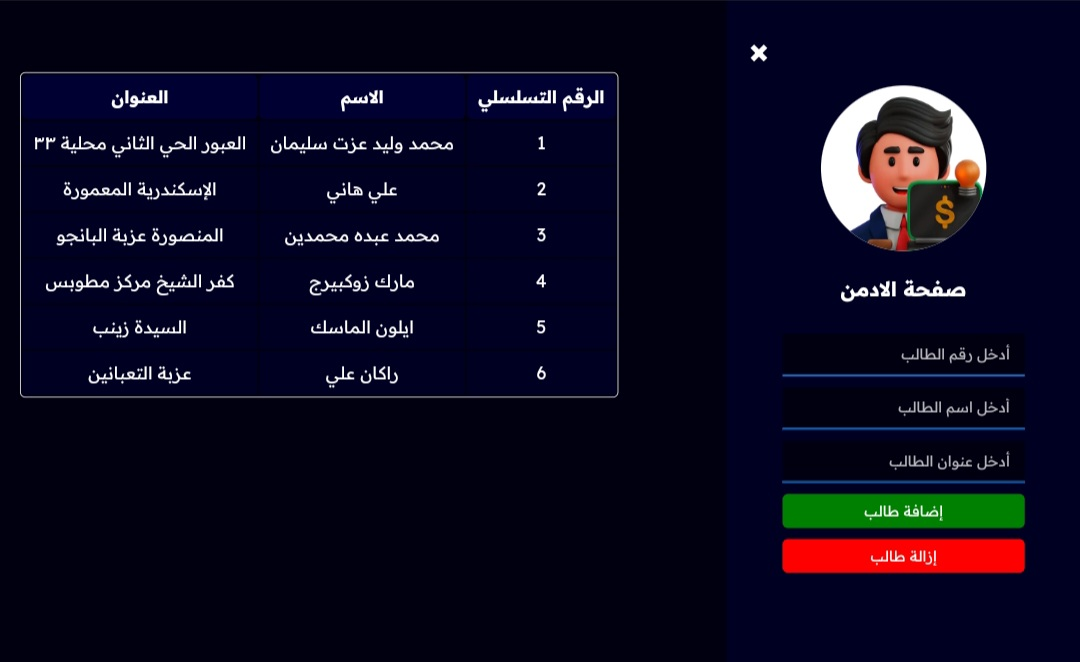 صفحة الادمن
أدخل رقم الطالب
أدخل اسم الطالب
أدخل عنوان الطالب
إضافة طالب
إزالة طالب
الرقم التسلسلي الاسم العنوان
1 محمد وليد عزت سليمان العبور الحي الثاني محلية ٣٣
2 علي هاني الإسكندرية المعمورة
3 محمد عبده محمدين المنصورة عزبة البانجو
4 مارك زوكبيرج كفر الشيخ مركز مطوبس
5 ايلون الماسك السيدة زينب
6 راكان علي عزبة التعبانين